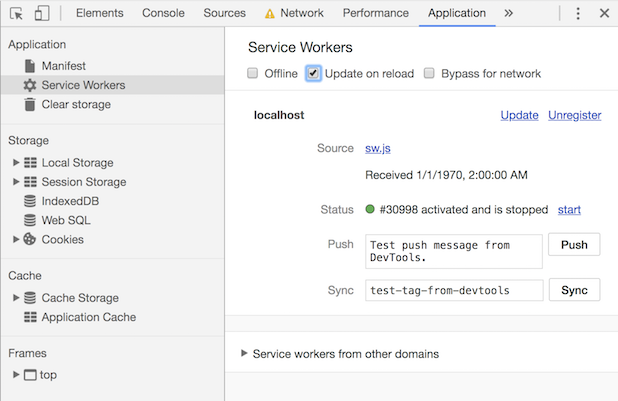 Elements Console Sources Network Performance Application »
Application
Manifest
Service Workers
Clear storage
Storage
Local Storage
Session Storage
IndexedDB
Web SQL
Cookies
Cache
Cache Storage
Application Cache
Frames
top
Service Workers
Offline Update on reload Bypass for network
localhost Update Unregister
Source sw.js
Received 1/1/1970, 2:00:00 AM
Status #30998 activated and is stopped start
Push Test push message from
DevTools. Push
Sync test-tag-from-devtools Sync
Service workers from other domains